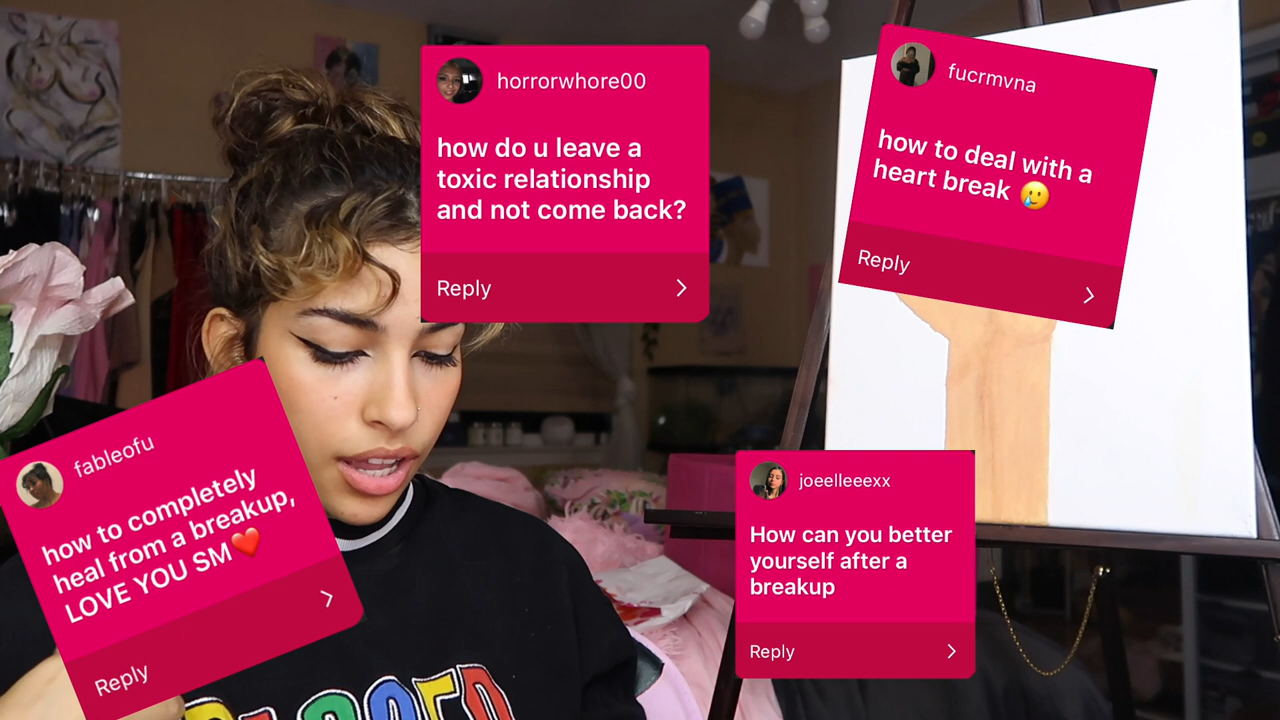 horrorwhore00
how do u leave a
toxic relationship
and not come back?
Reply
fucrmvna
how to deal with a
heart break 🥲
Reply
fableofu
how to completely
heal from a breakup,
LOVE YOU SM❤️
Reply
joeelleeexx
How can you better
yourself after a
breakup
Reply